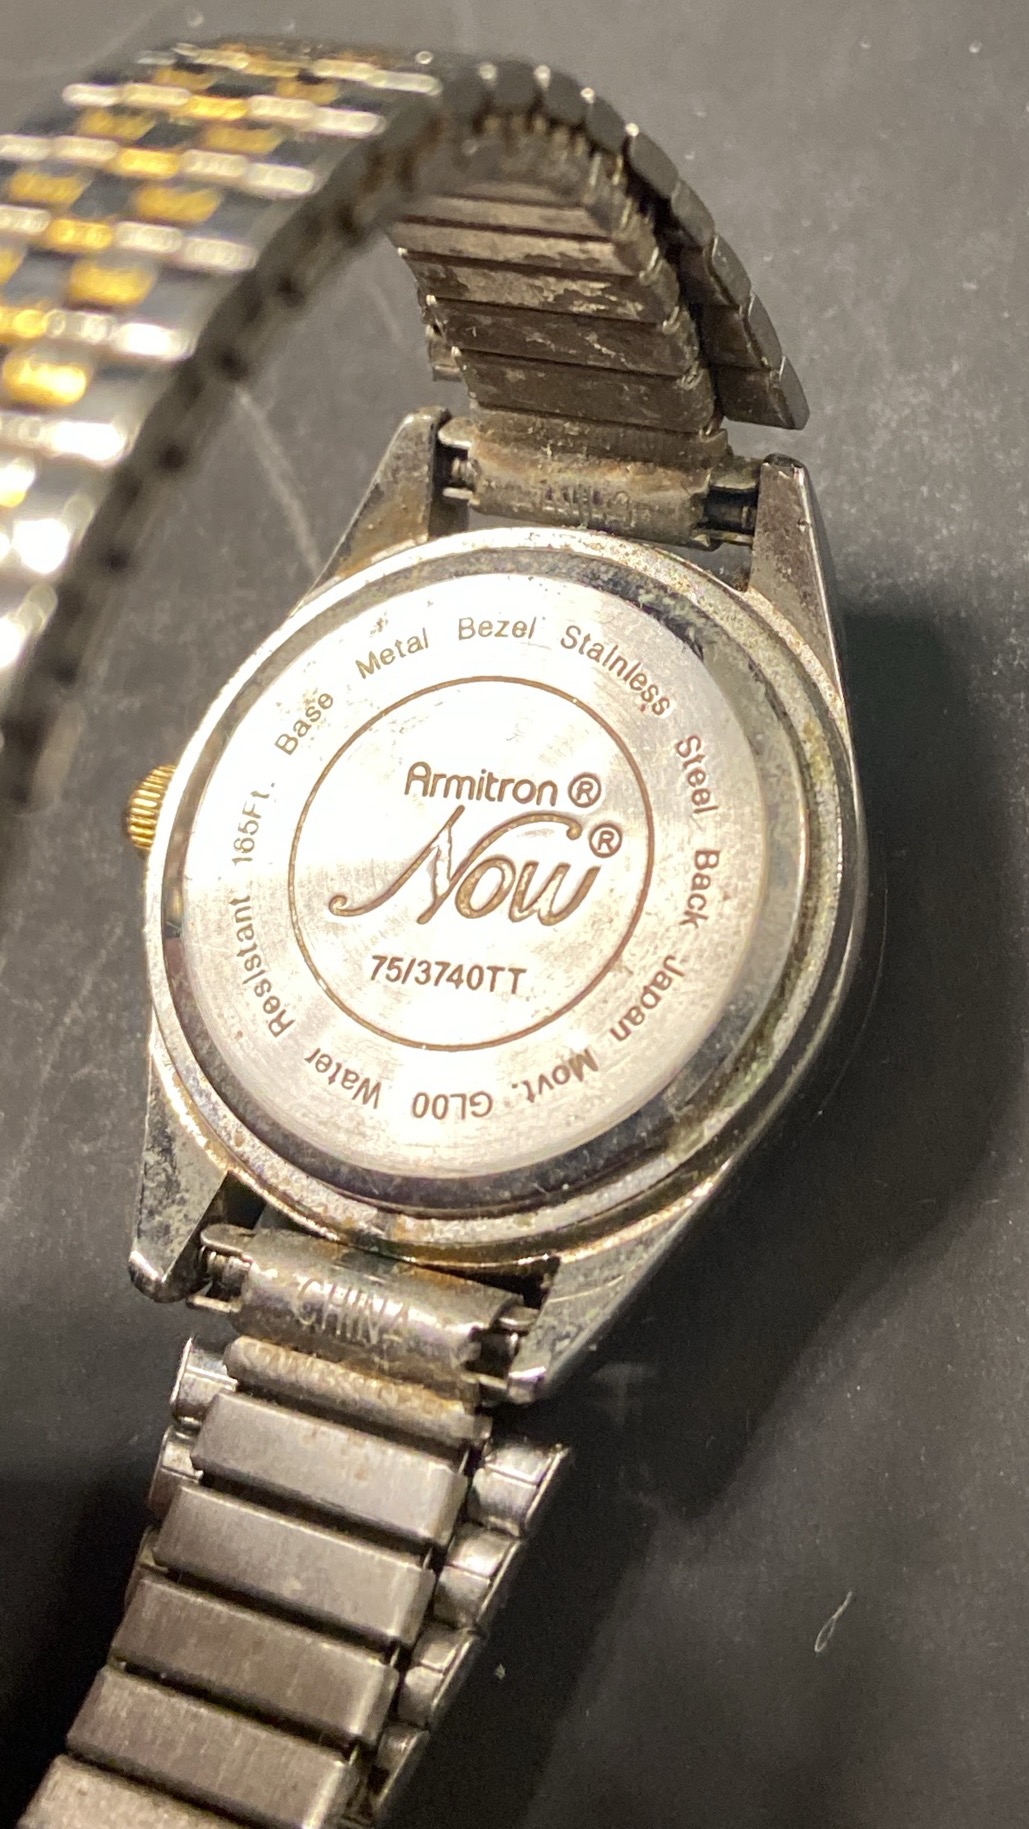 Armitron®
Now®
75/3740TT
Water Resistant 165Ft. Base Metal Bezel Stainless Steel Back Japan Movt. GL00
CHINA